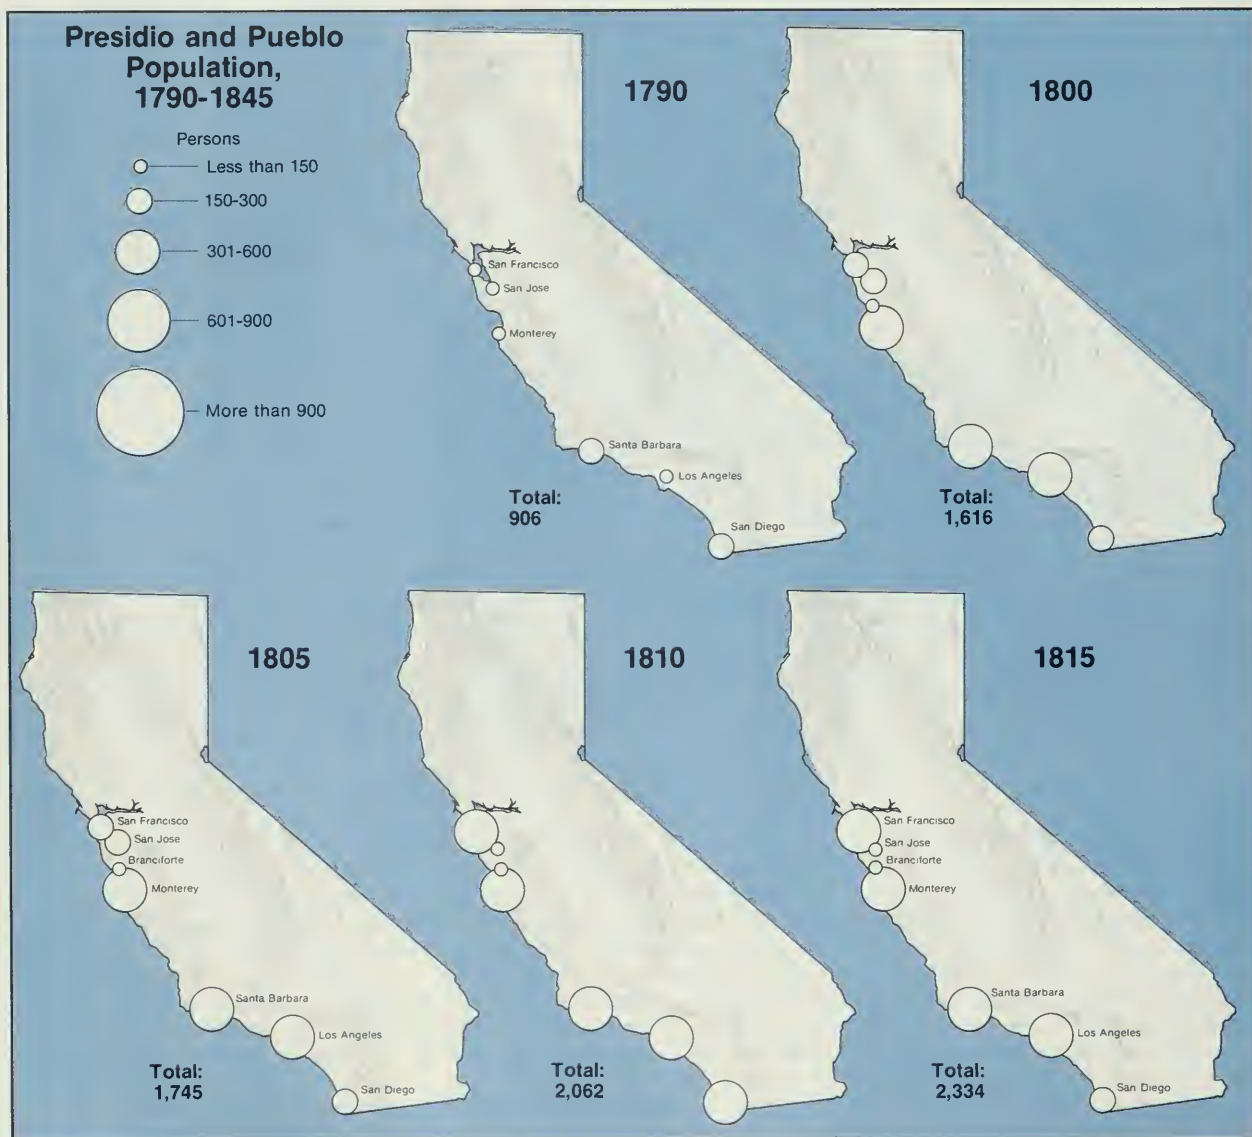 Presidio and Pueblo
Population,
1790-1845
Persons
Less than 150
150-300
301-600
601-900
More than 900
1790
San Francisco
San Jose
Monterey
Santa Barbara
Los Angeles
San Diego
Total:
906
1800
Total:
1,616
1805
San Francisco
San Jose
Branciforte
Monterey
Santa Barbara
Los Angeles
San Diego
Total:
1,745
1810
Total:
2,062
1815
San Francisco
San Jose
Branciforte
Monterey
Santa Barbara
Los Angeles
San Diego
Total:
2,334